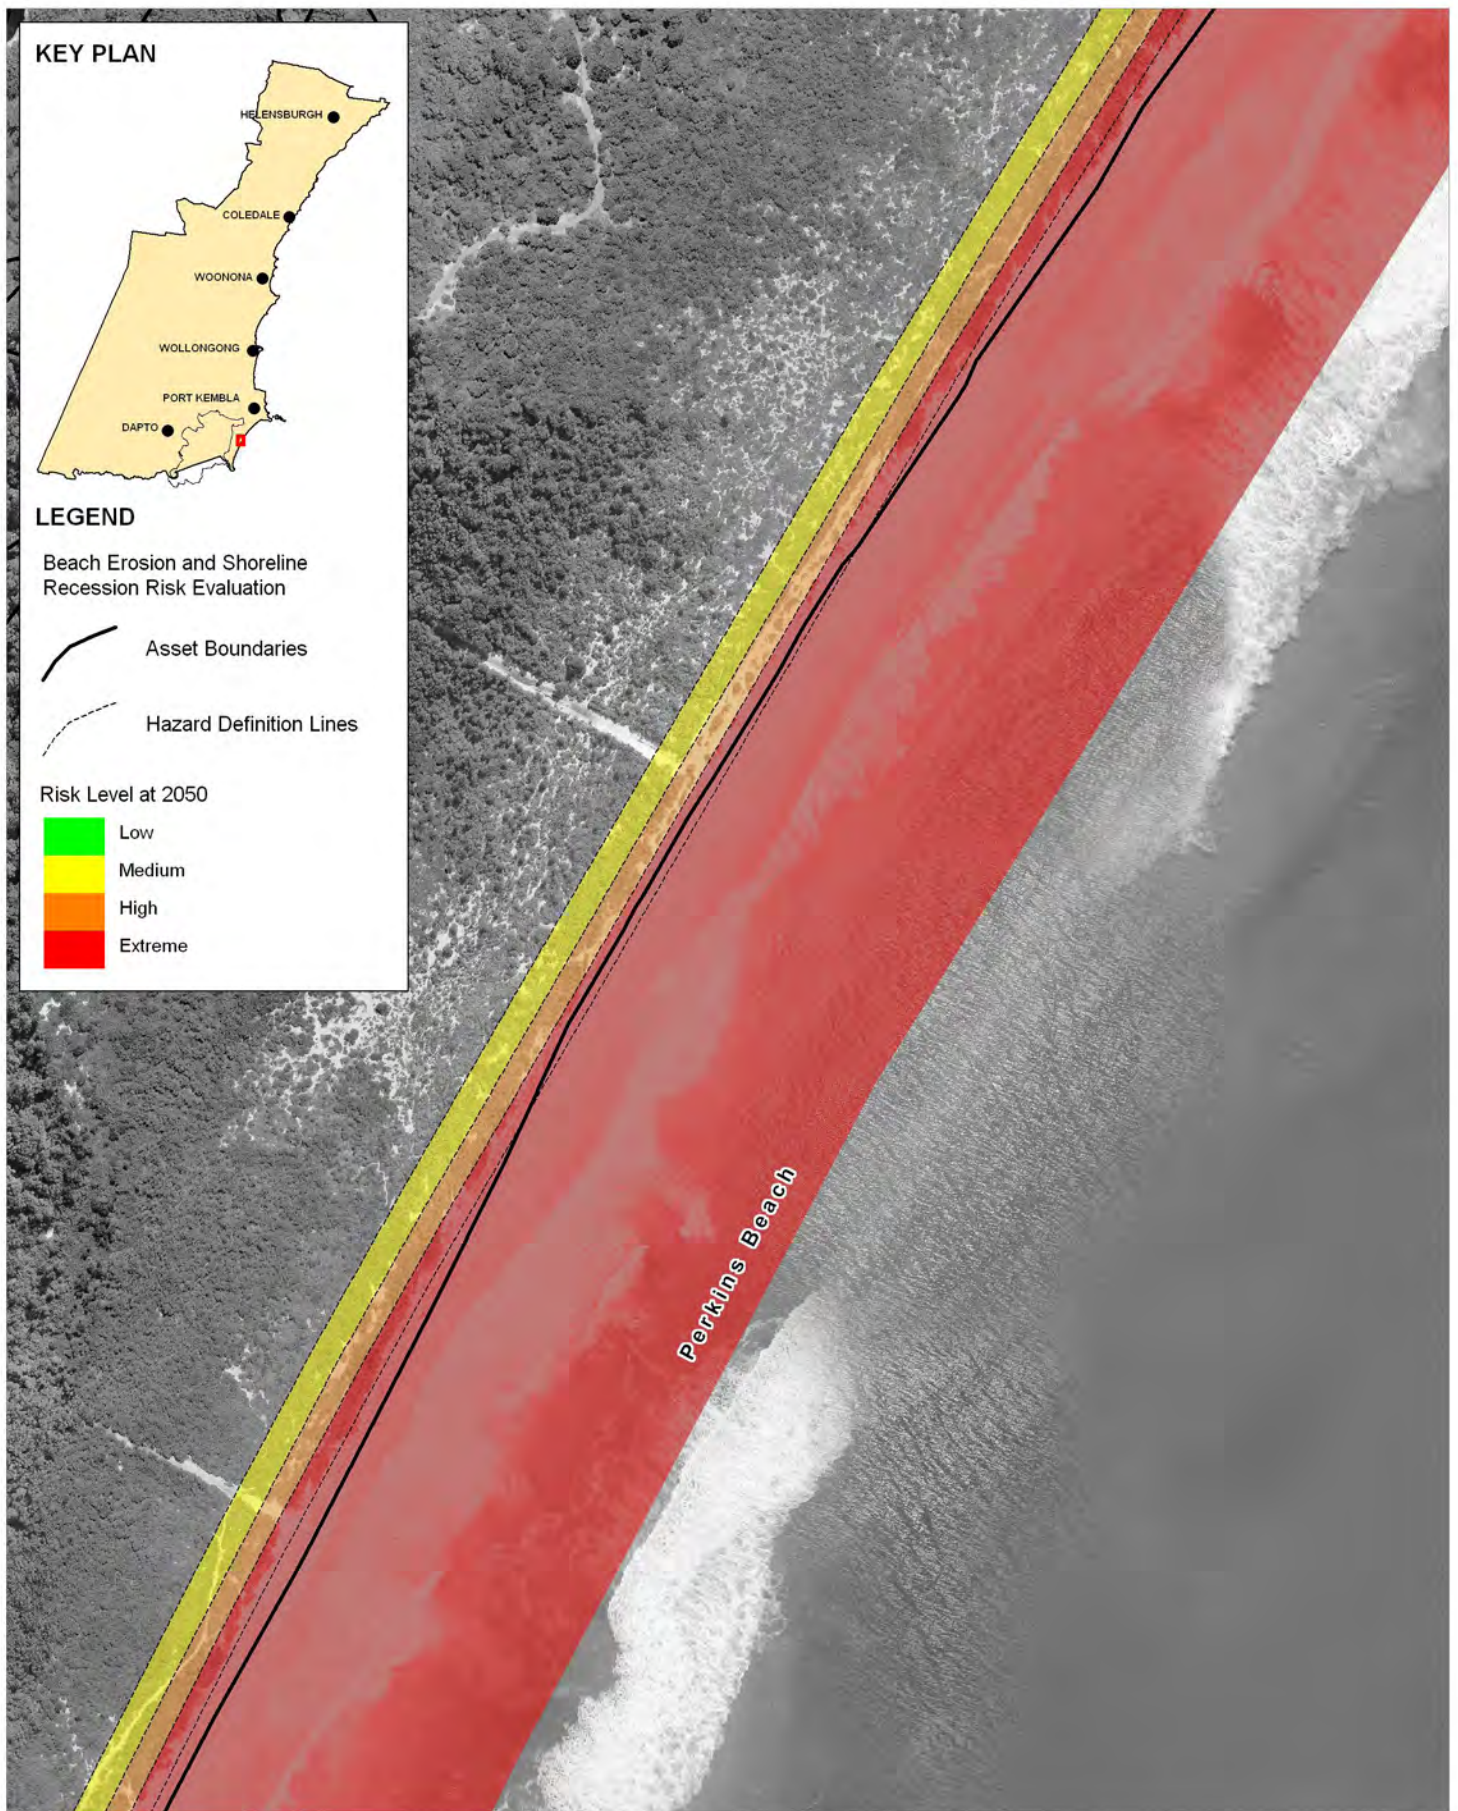 KEY PLAN
HELENSBURGH
COLEDALE
WOONONA
WOLLONGONG
PORT KEMBLA
DAPTO
LEGEND
Beach Erosion and Shoreline
Recession Risk Evaluation
Asset Boundaries
Hazard Definition Lines
Risk Level at 2050
Low
Medium
High
Extreme
Perkins Beach